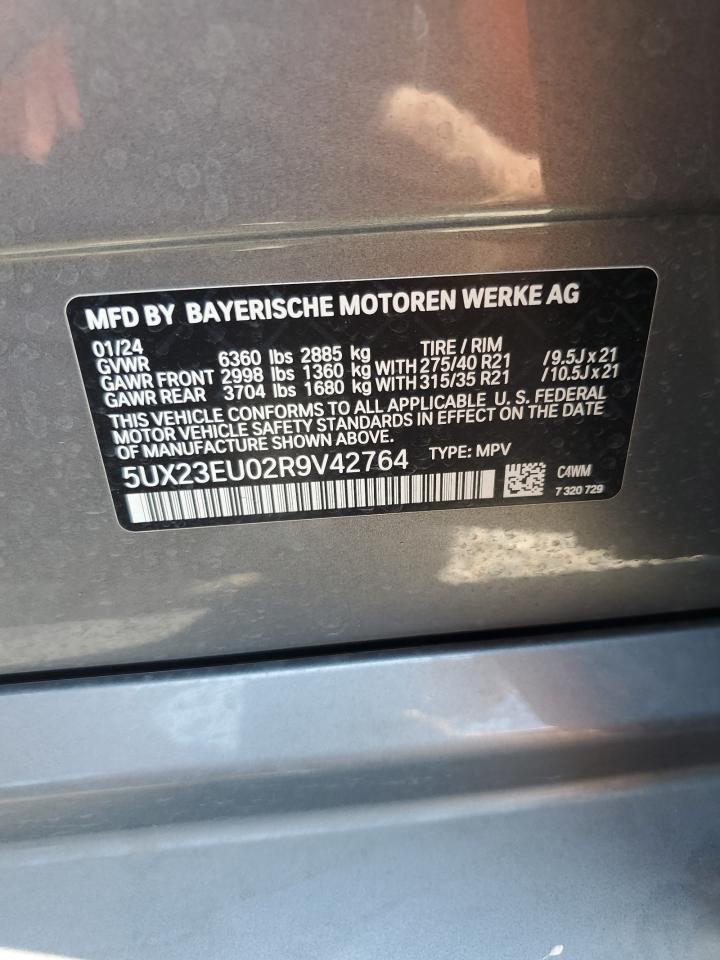 MFD BY BAYERISCHE MOTOREN WERKE AG
01/24 TIRE / RIM
GVWR 6360 lbs 2885 kg
GAWR FRONT 2998 lbs 1360 kg WITH 275/40 R21 /9.5J x 21
GAWR REAR 3704 lbs 1680 kg WITH 315/35 R21 /10.5J x 21
THIS VEHICLE CONFORMS TO ALL APPLICABLE U. S. FEDERAL
MOTOR VEHICLE SAFETY STANDARDS IN EFFECT ON THE DATE
OF MANUFACTURE SHOWN ABOVE.
5UX23EU02R9V42764 TYPE: MPV
C4WM
7 320 729